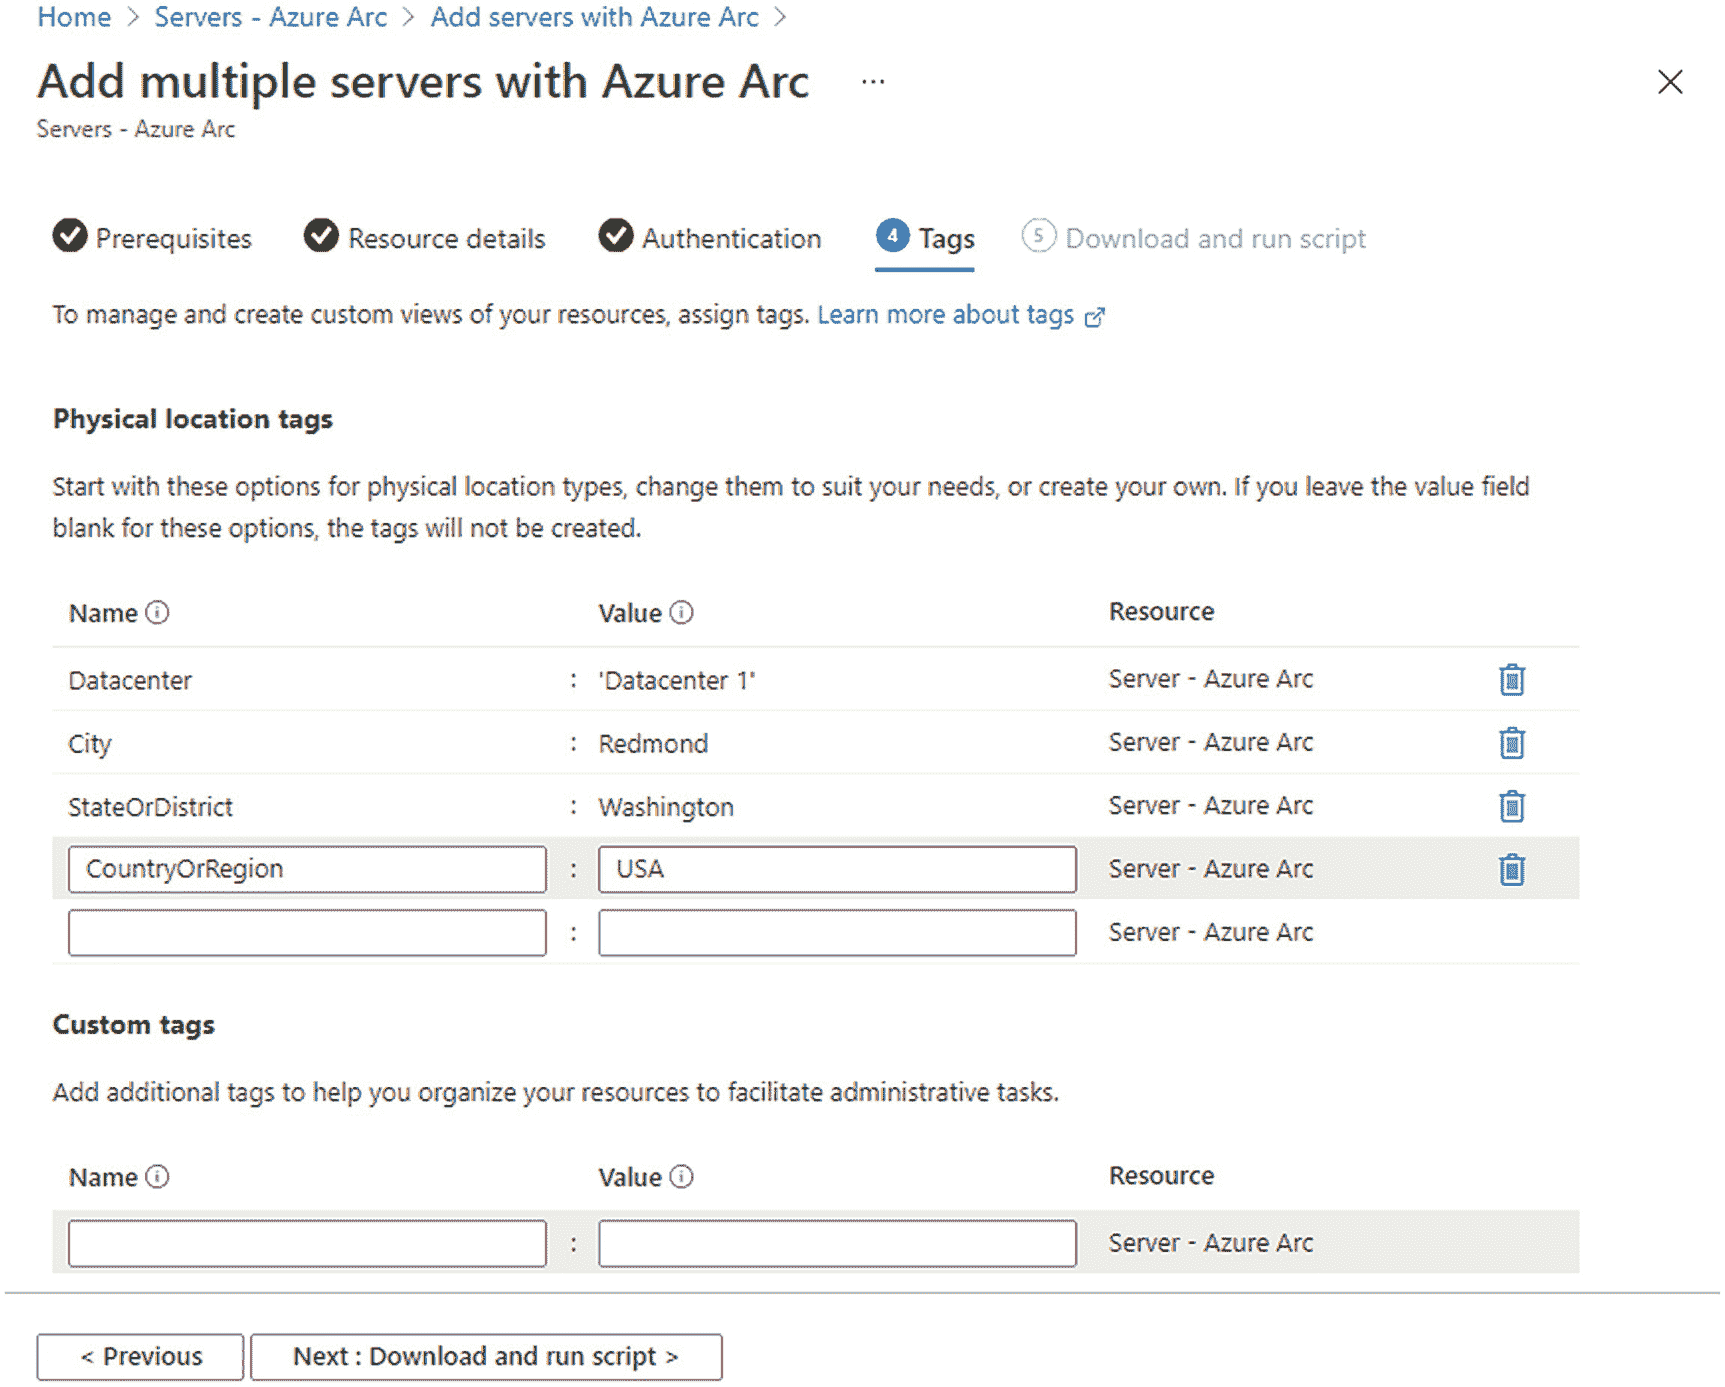 Home > Servers - Azure Arc > Add servers with Azure Arc >
Add multiple servers with Azure Arc ...
Servers - Azure Arc
Prerequisites Resource details Authentication 4 Tags 5 Download and run script
To manage and create custom views of your resources, assign tags. Learn more about tags
Physical location tags
Start with these options for physical location types, change them to suit your needs, or create your own. If you leave the value field
blank for these options, the tags will not be created.
Name Value Resource
Datacenter : 'Datacenter 1' Server - Azure Arc
City : Redmond Server - Azure Arc
StateOrDistrict : Washington Server - Azure Arc
CountryOrRegion : USA Server - Azure Arc
: Server - Azure Arc
Custom tags
Add additional tags to help you organize your resources to facilitate administrative tasks.
Name Value Resource
: Server - Azure Arc
< Previous Next : Download and run script >